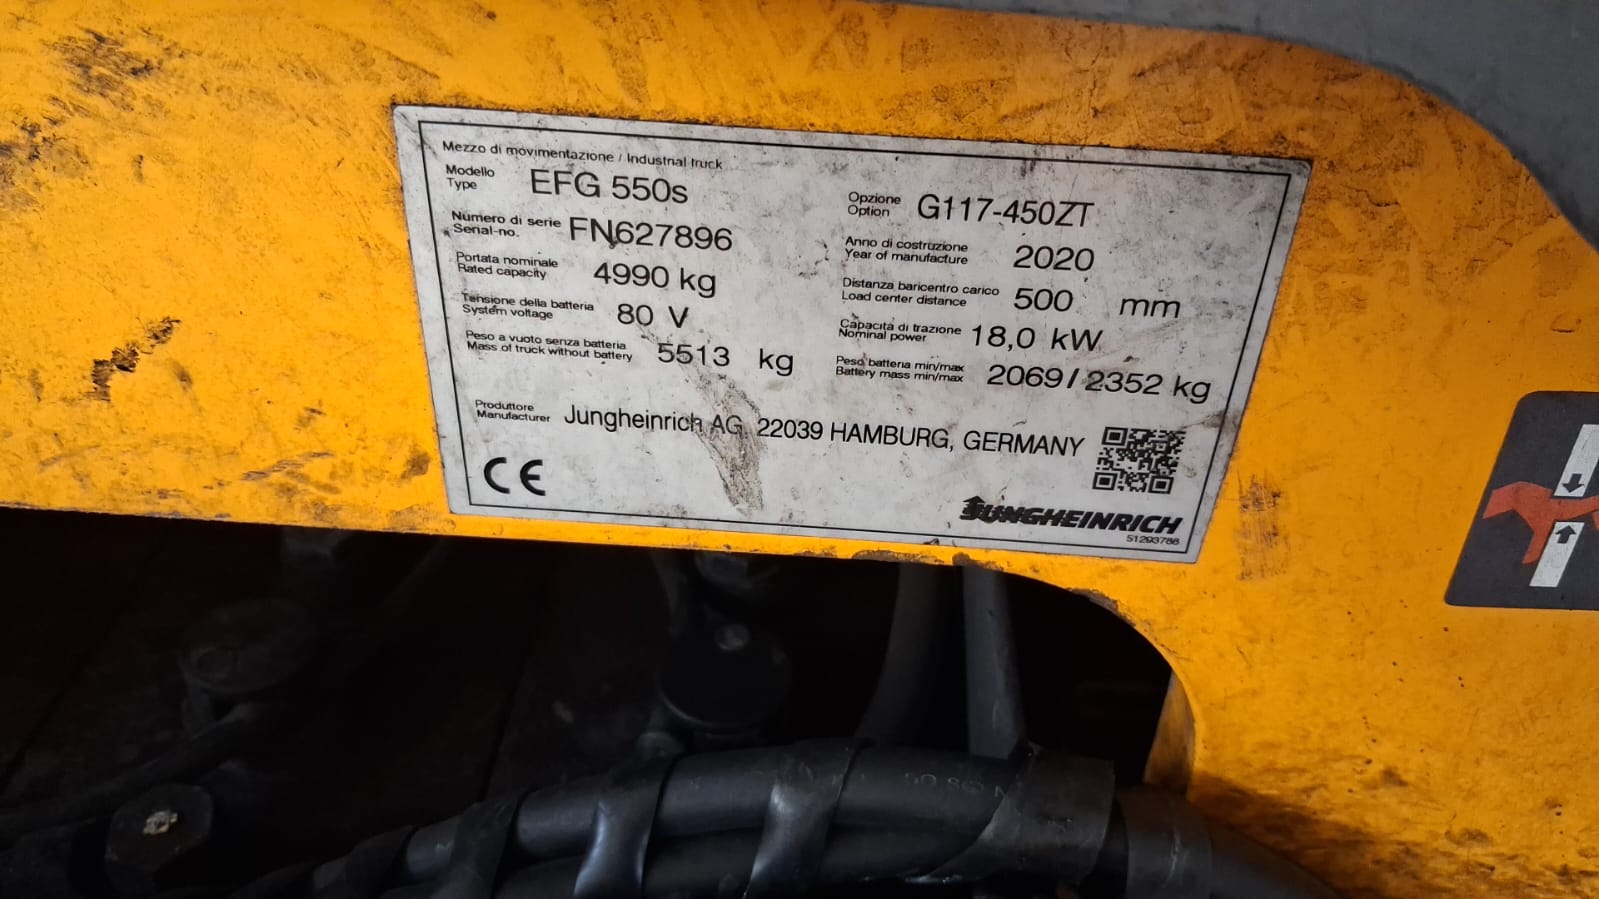 Mezzo di movimentazione / Industrial truck
Modello
Type
EFG 550s
Opzione
Option
G117-450ZT
Numero di serie
Serial-no.
FN627896
Anno di costruzione
Year of manufacture
2020
Portata nominale
Rated capacity
4990 kg
Distanza baricentro carico
Load center distance
500 mm
Tensione della batteria
System voltage
80 V
Capacità di trazione
Nominal power
18,0 kW
Peso a vuoto senza batteria
Mass of truck without battery
5513 kg
Peso batteria min/max
Battery mass min/max
2069/2352 kg
Produttore
Manufacturer
Jungheinrich AG, 22039 HAMBURG, GERMANY
CE
JUNGHEINRICH
51293788